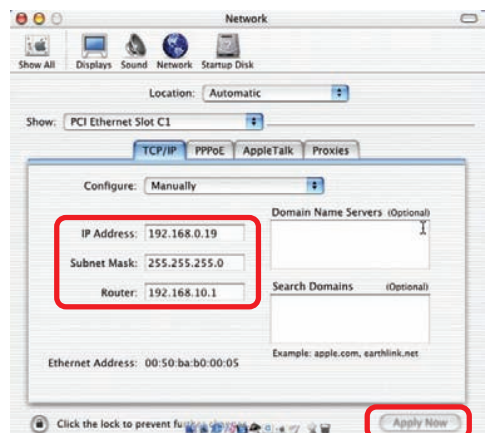 Network
Show All Displays Sound Network Startup Disk
Location: Automatic
Show: PCI Ethernet Slot C1
TCP/IP PPPoE AppleTalk Proxies
Configure: Manually
Domain Name Servers (Optional)
IP Address: 192.168.0.19
Subnet Mask: 255.255.255.0
Router: 192.168.10.1
Search Domains (Optional)
Example: apple.com, earthlink.net
Ethernet Address: 00:50:ba:b0:00:05
Click the lock to prevent further changes.
Apply Now